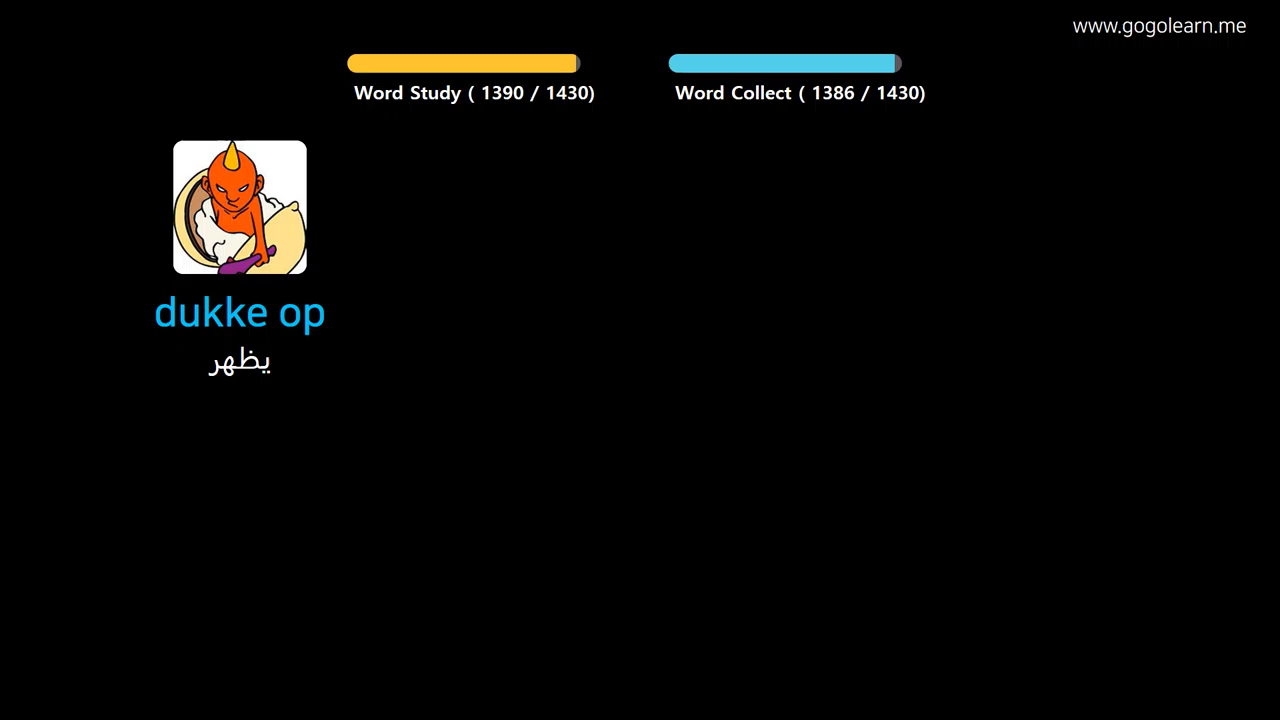 www.gogolearn.me
Word Study ( 1390 / 1430)
Word Collect ( 1386 / 1430)
dukke op
يظهر